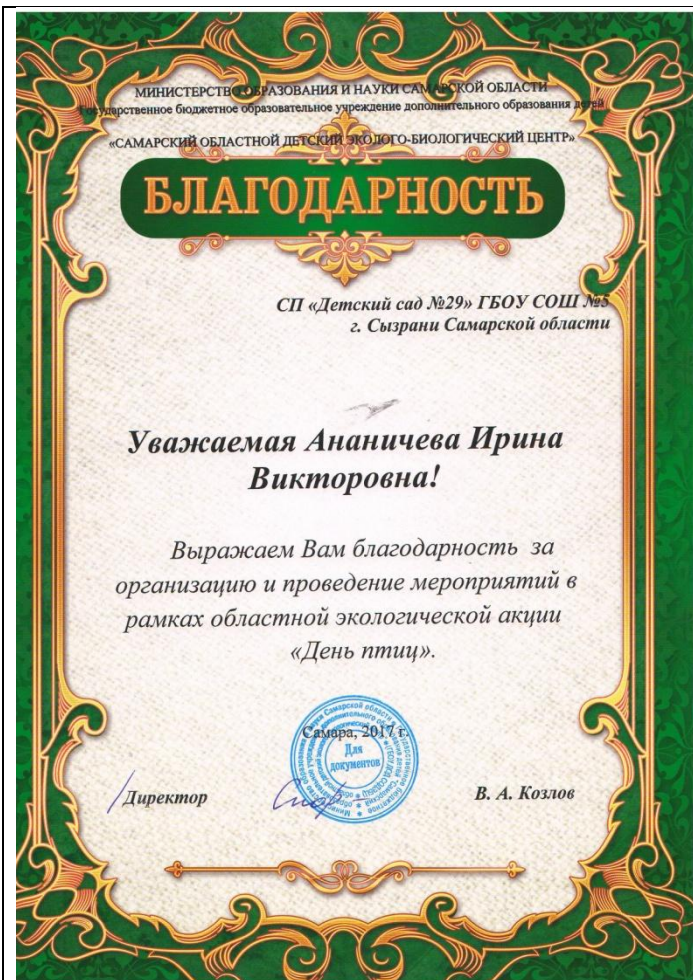 МИНИСТЕРСТВО ОБРАЗОВАНИЯ И НАУКИ САМАРСКОЙ ОБЛАСТИ
Государственное бюджетное образовательное учреждение дополнительного образования детей
«САМАРСКИЙ ОБЛАСТНОЙ ДЕТСКИЙ ЭКОЛОГО-БИОЛОГИЧЕСКИЙ ЦЕНТР»
БЛАГОДАРНОСТЬ
СП «Детский сад №29» ГБОУ СОШ №5
г. Сызрани Самарской области
Уважаемая Ананичева Ирина
Викторовна!
Выражаем Вам благодарность за
организацию и проведение мероприятий в
рамках областной экологической акции
«День птиц».
Самара, 2017 г.
Для
документов
Директор
В. А. Козлов